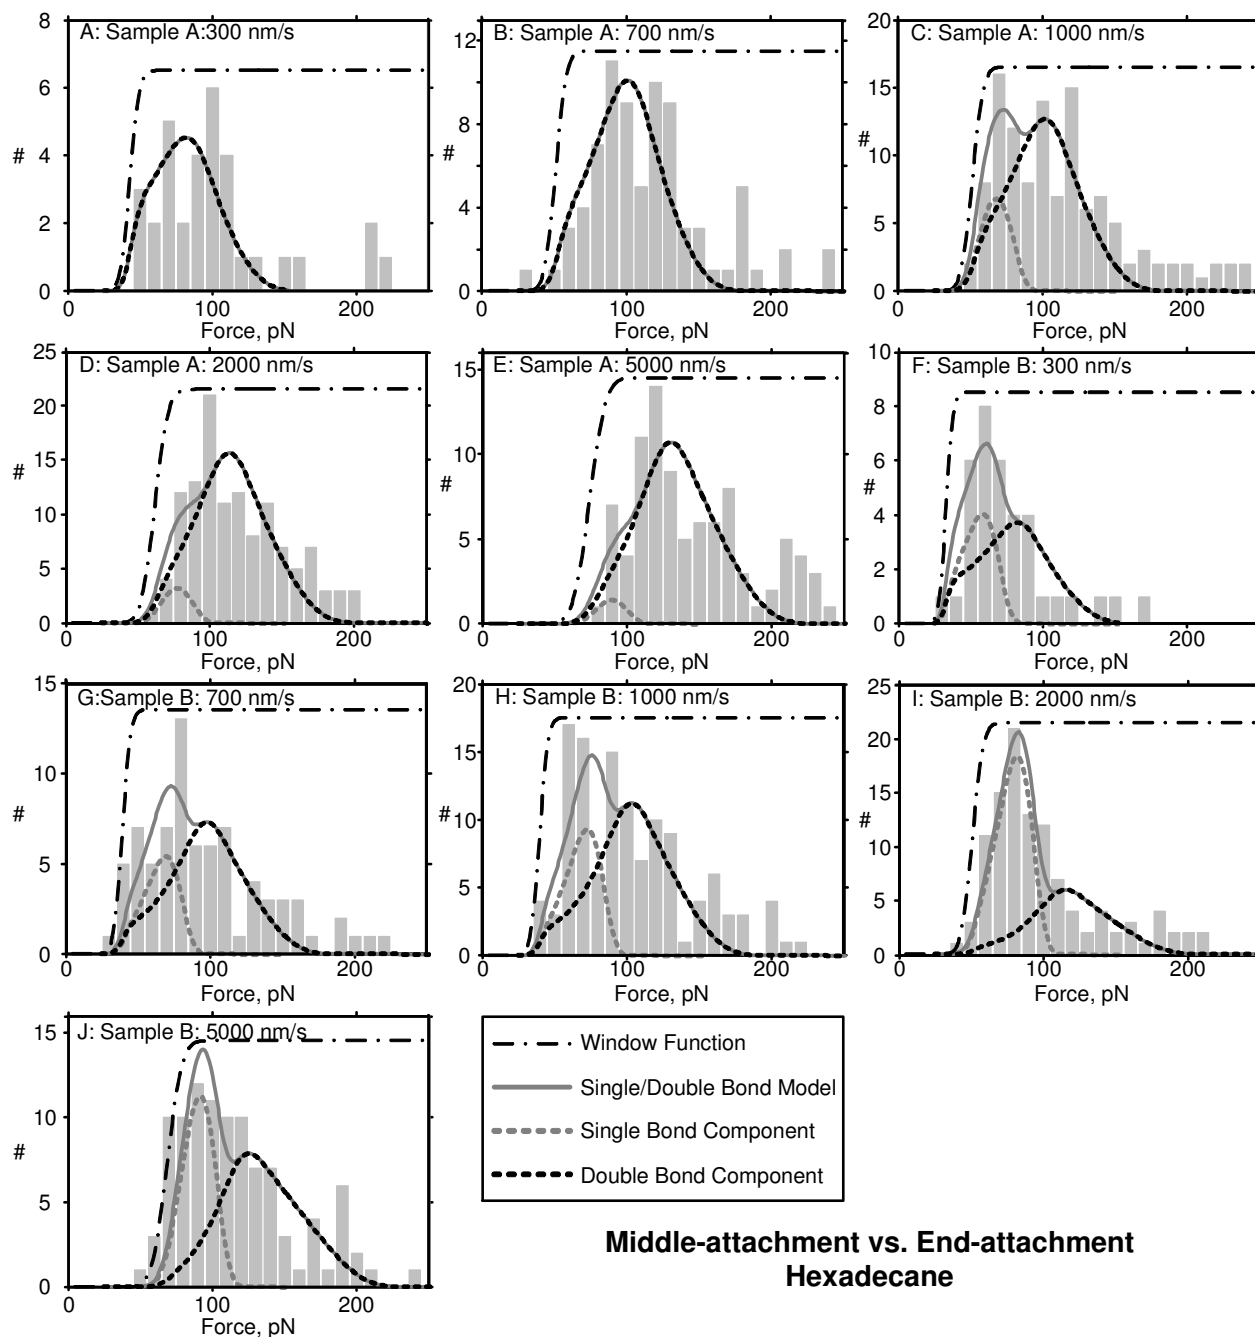 A: Sample A:300 nm/s
8
6
4
2
0
#
0 100 200
Force, pN
B: Sample A: 700 nm/s
12
8
4
0
#
0 100 200
Force, pN
C: Sample A: 1000 nm/s
20
15
10
5
0
#
0 100 200
Force, pN
D: Sample A: 2000 nm/s
25
20
15
10
5
0
#
0 100 200
Force, pN
E: Sample A: 5000 nm/s
15
10
5
0
#
0 100 200
Force, pN
F: Sample B: 300 nm/s
10
8
6
4
2
0
#
0 100 200
Force, pN
G:Sample B: 700 nm/s
15
10
5
0
#
0 100 200
Force, pN
H: Sample B: 1000 nm/s
20
15
10
5
0
#
0 100 200
Force, pN
I: Sample B: 2000 nm/s
25
20
15
10
5
0
#
0 100 200
Force, pN
J: Sample B: 5000 nm/s
15
10
5
0
#
0 100 200
Force, pN
Window Function
Single/Double Bond Model
Single Bond Component
Double Bond Component
Middle-attachment vs. End-attachment
Hexadecane